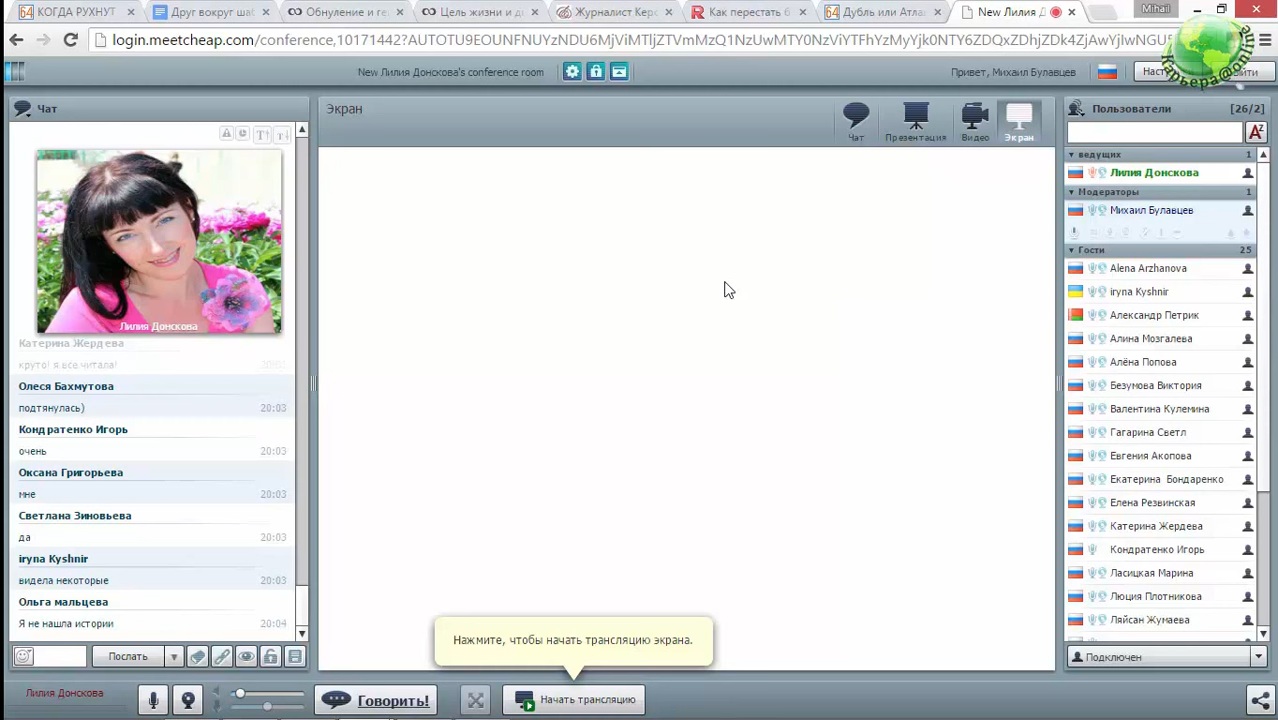 КОГДА РУХНУТ
Друг вокруг шаб
Обнуление и ге
Цель жизни и д
Журналист Керс
Как перестать б
Дубль или Атла
New Лилия Д
Mihail
login.meetcheap.com/conference,10171442?
New Лилия Донскова's conference room
Привет, Михаил Булавцев
Карьера@online
Чат
Лилия Донскова
Катерина Жердева
круто! я все читала!
Олеся Бахмутова
подтянулась)
20:03
Кондратенко Игорь
очень
20:03
Оксана Григорьева
мне
20:03
Светлана Зиновьева
да
20:03
iryna Kyshnir
видела некоторые
20:03
Ольга мальцева
Я не нашла истории
20:04
Послать
Экран
Чат
Презентация
Видео
Экран
Нажмите, чтобы начать трансляцию экрана.
Пользователи
[26/2]
ведущих
1
Лилия Донскова
Модераторы
1
Михаил Булавцев
Гости
25
Alena Arzhanova
iryna Kyshnir
Александр Петрик
Алина Мозгалева
Алёна Попова
Безумова Виктория
Валентина Кулемина
Гагарина Светл
Евгения Акопова
Екатерина Бондаренко
Елена Резвинская
Катерина Жердева
Кондратенко Игорь
Ласицкая Марина
Люция Плотникова
Ляйсан Жумаева
Подключен
Лилия Донскова
Говорить!
Начать трансляцию